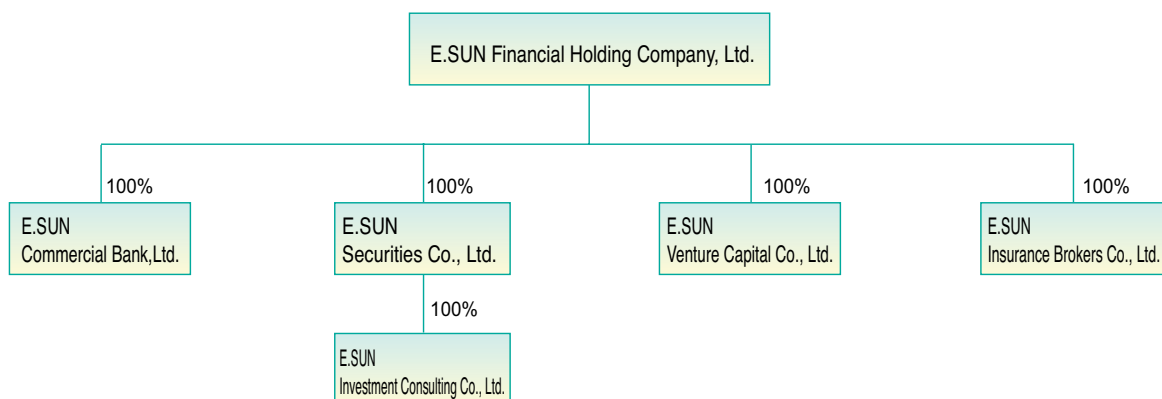 E.SUN Financial Holding Company, Ltd.
100%
100%
100%
100%
E.SUN
Commercial Bank,Ltd.
E.SUN
Securities Co., Ltd.
E.SUN
Venture Capital Co., Ltd.
E.SUN
Insurance Brokers Co., Ltd.
100%
E.SUN
Investment Consulting Co., Ltd.